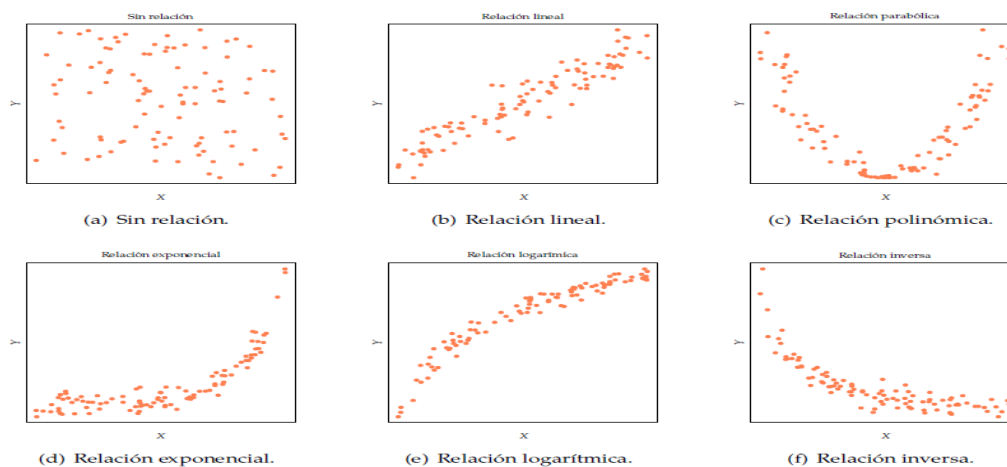 Sin relación
Y
X
(a) Sin relación.
Relación lineal
Y
X
(b) Relación lineal.
Relación parabólica
Y
X
(c) Relación polinómica.
Relación exponencial
Y
X
(d) Relación exponencial.
Relación logarímica
Y
X
(e) Relación logarítmica.
Relación inversa
Y
X
(f) Relación inversa.